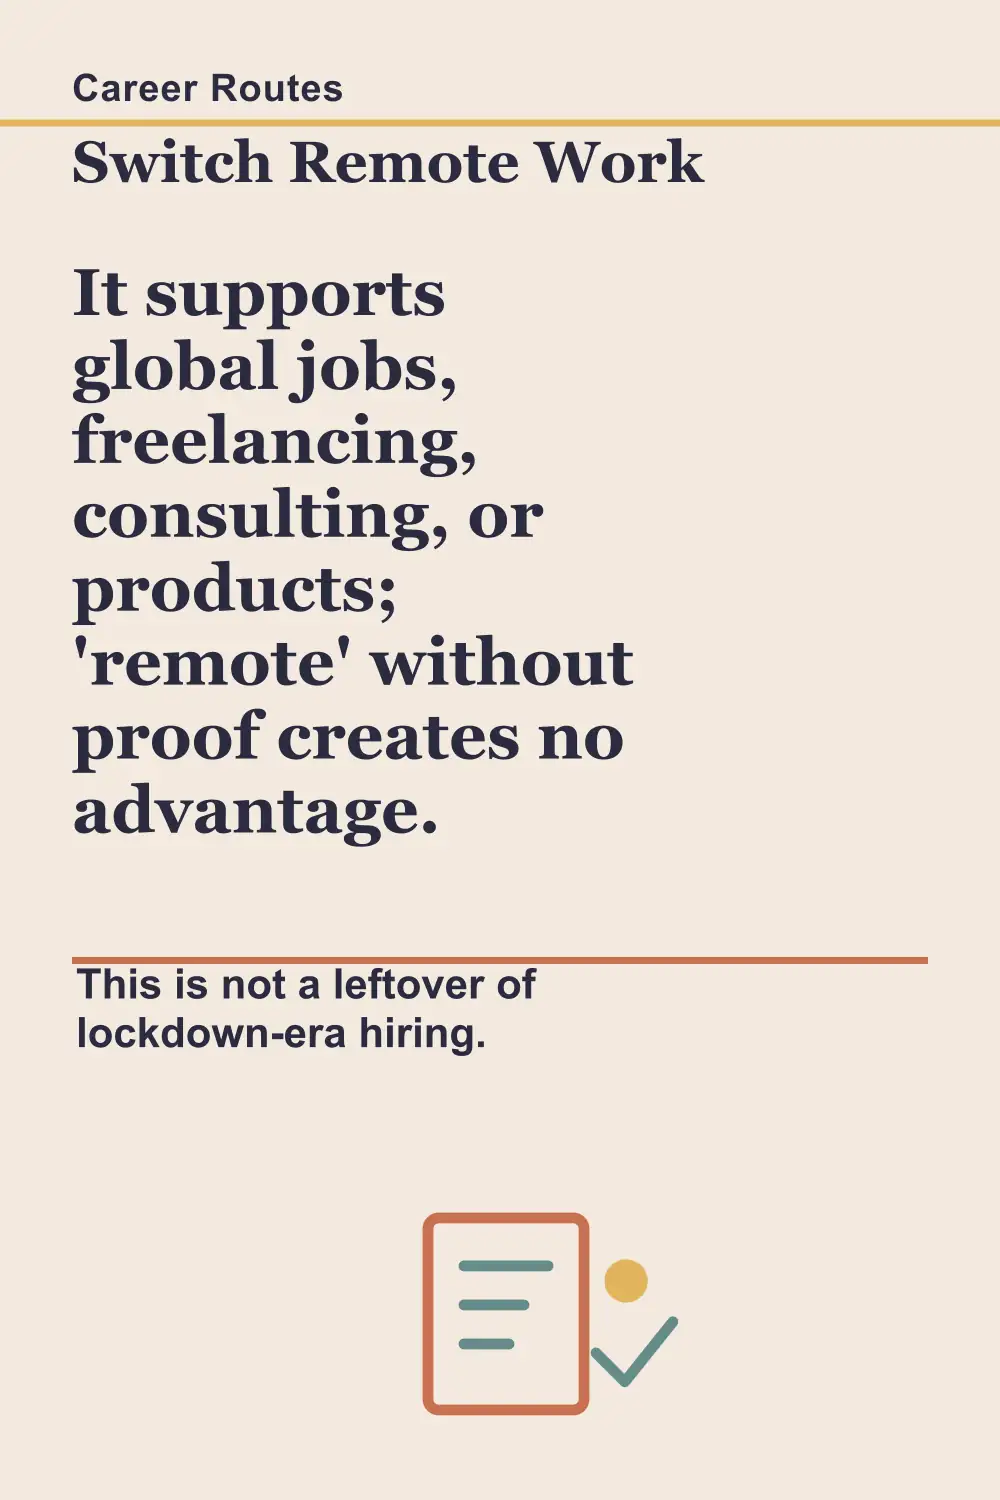 Career Routes
Switch Remote Work
It supports
global jobs,
freelancing,
consulting, or
products;
'remote' without
proof creates no
advantage.
This is not a leftover of
lockdown-era hiring.